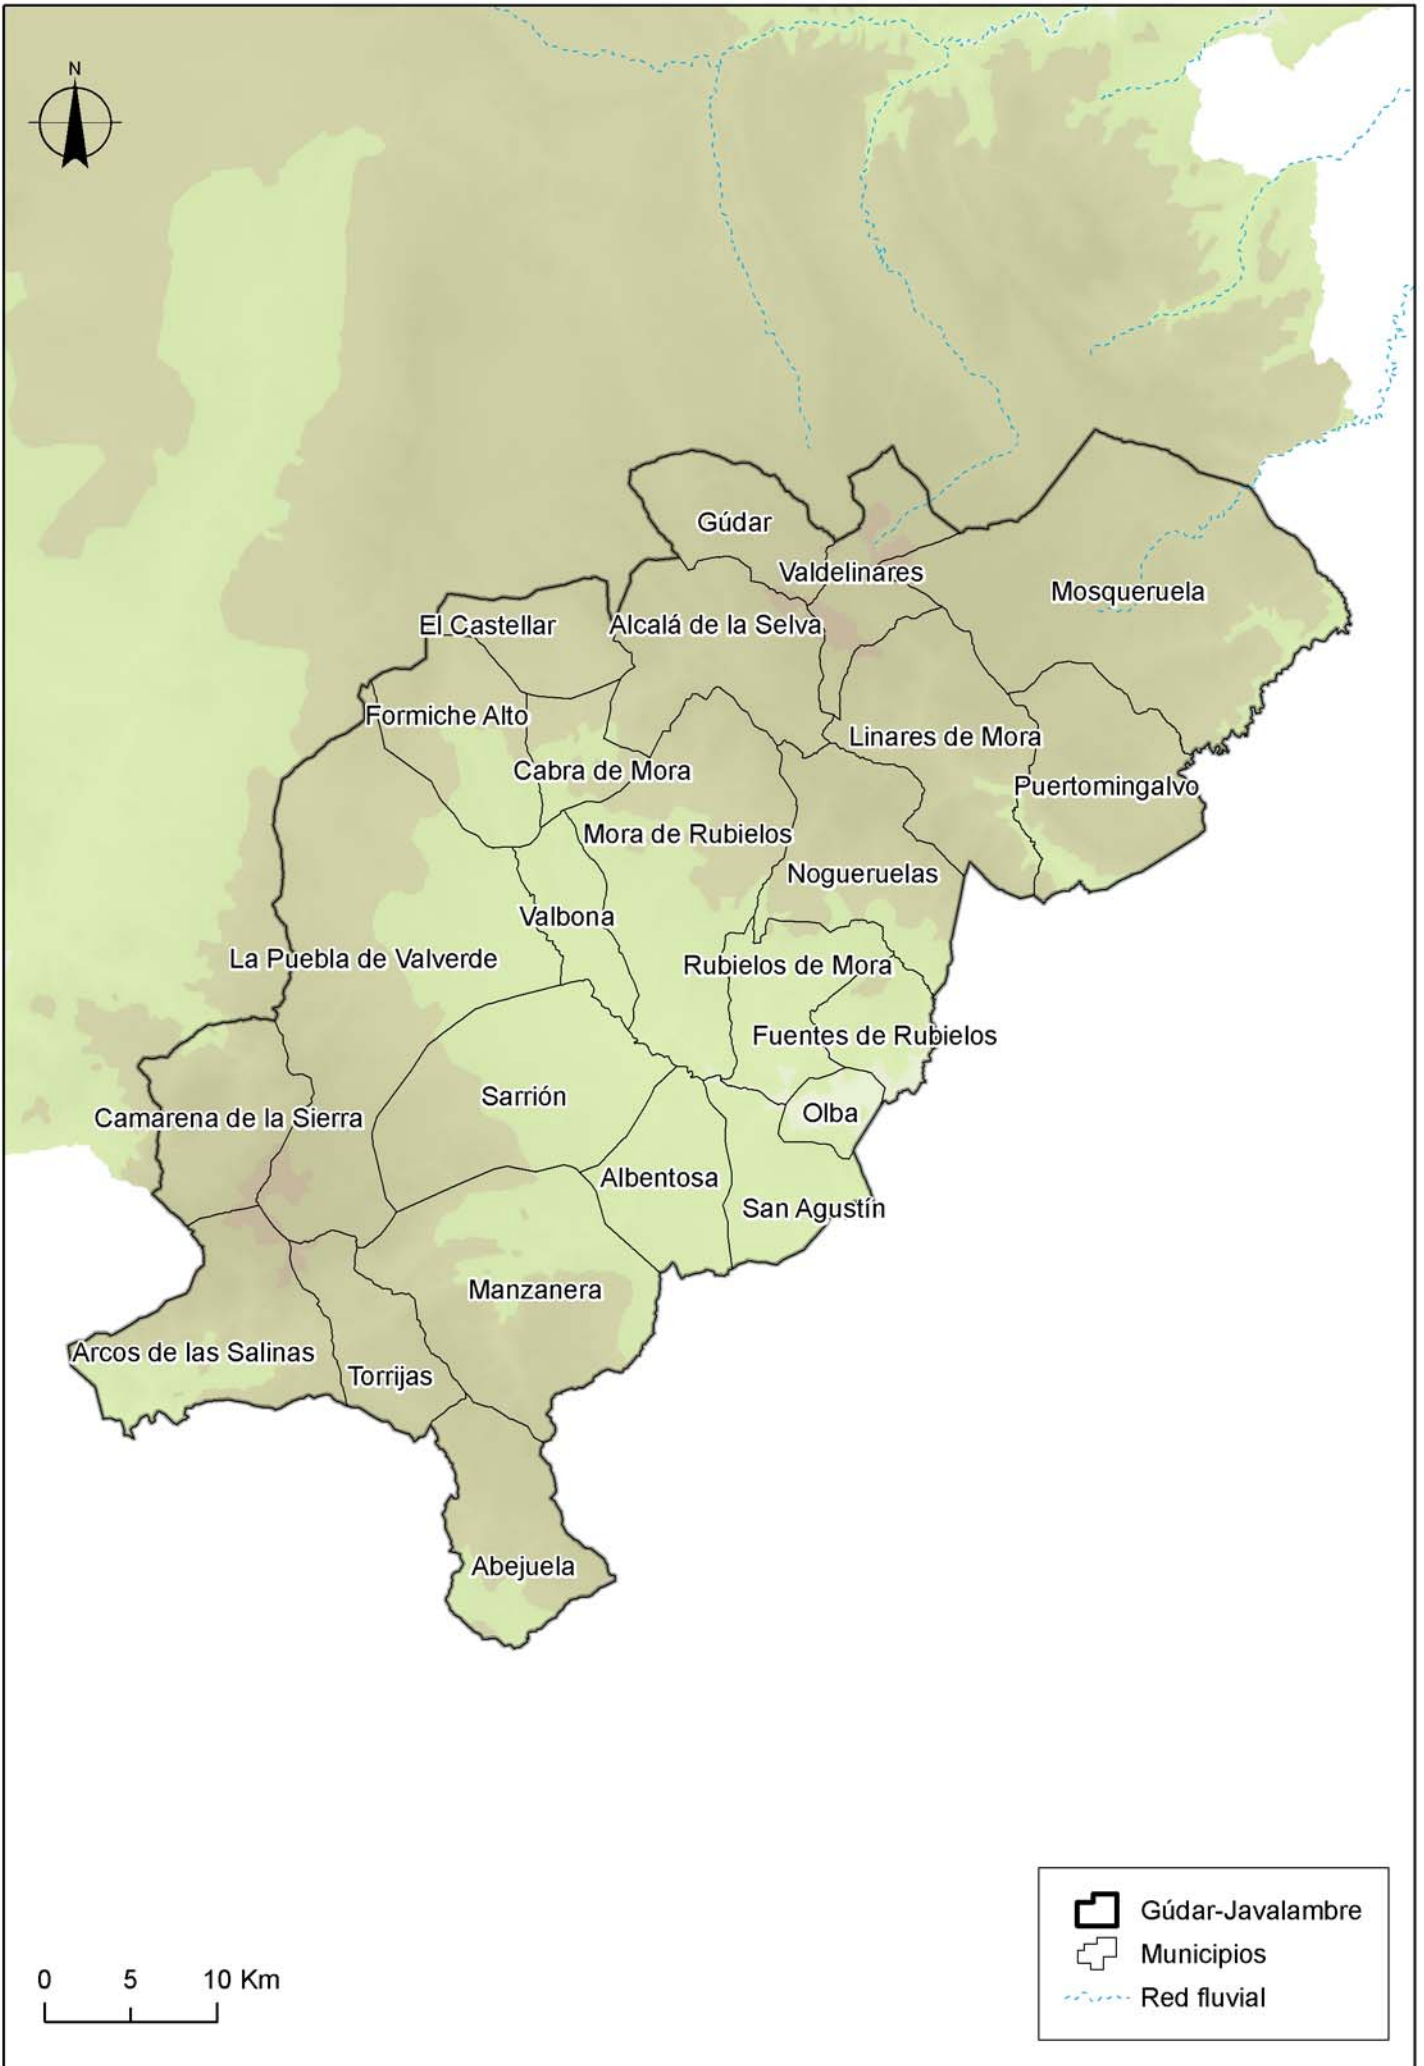 N
Gúdar
Valdelinares
Mosqueruela
El Castellar
Alcalá de la Selva
Formiche Alto
Linares de Mora
Cabra de Mora
Puertomingalvo
Mora de Rubielos
Nogueruelas
Valbona
La Puebla de Valverde
Rubielos de Mora
Fuentes de Rubielos
Sarrión
Olba
Camarena de la Sierra
Albentosa
San Agustín
Manzanera
Arcos de las Salinas
Torrijas
Abejuela
Gúdar-Javalambre
Municipios
Red fluvial
0 5 10 Km